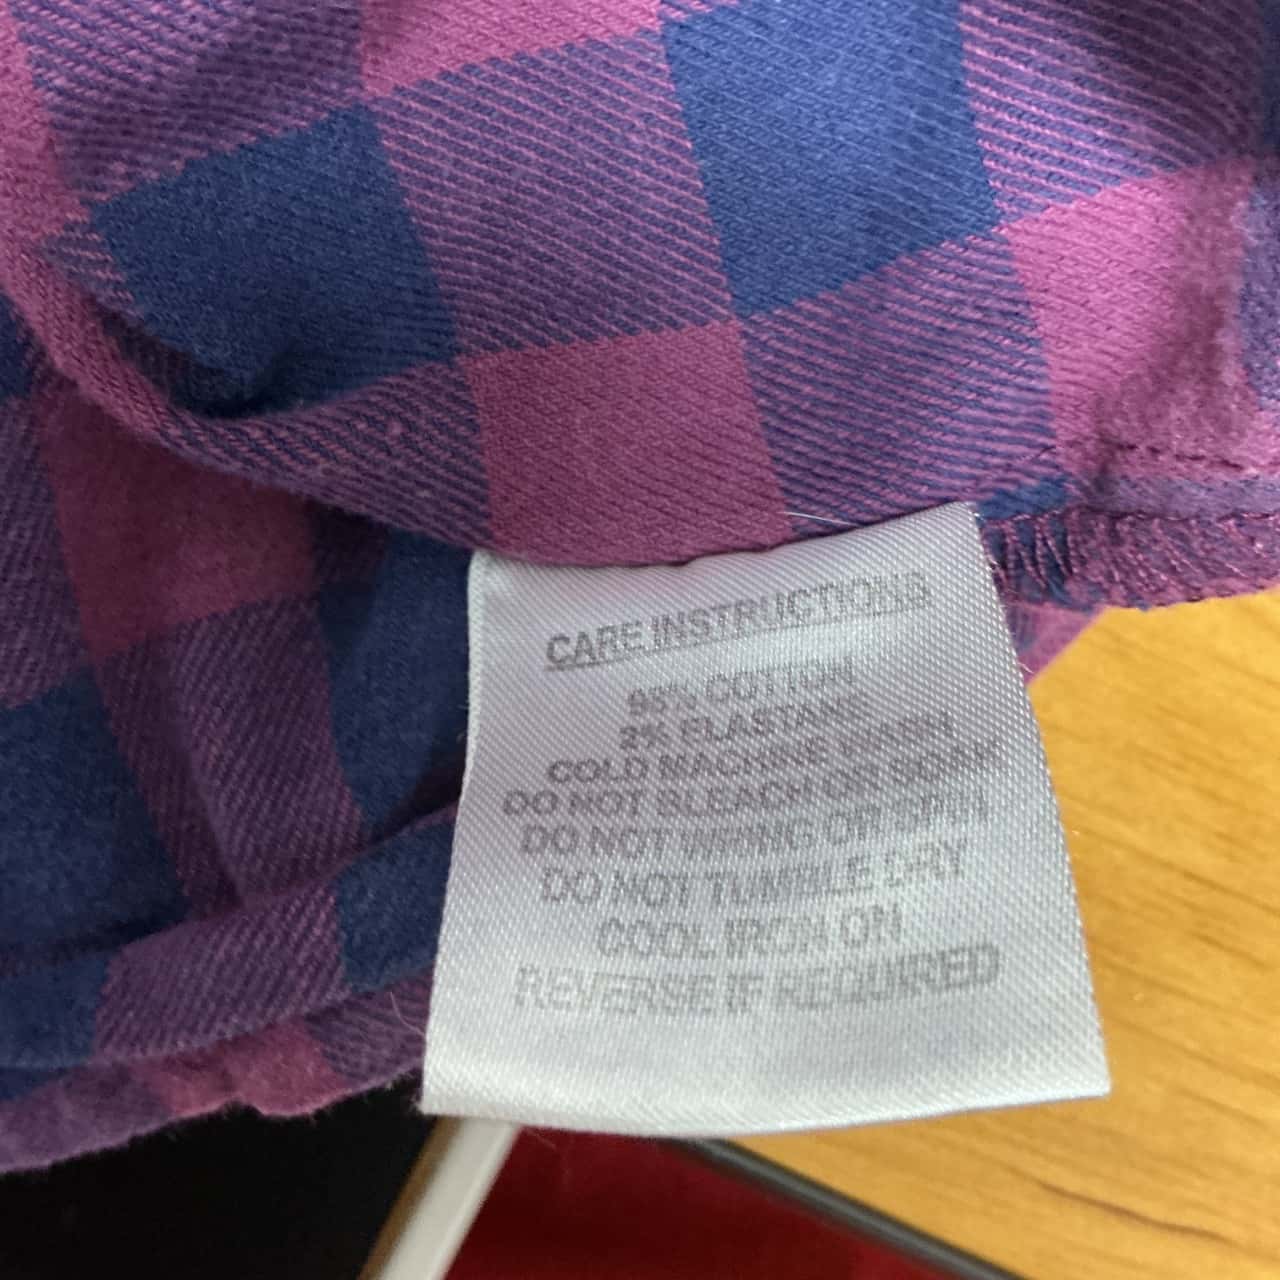 CARE INSTRUCTIONS
COTTON
2% ELASTANE
COLD MACHINE WASH
DO NOT BLEACH OR SOAK
DO NOT WRING OR SPIN
DO NOT TUMBLE DRY
COOL IRON ON
REVERSE IF REQUIRED